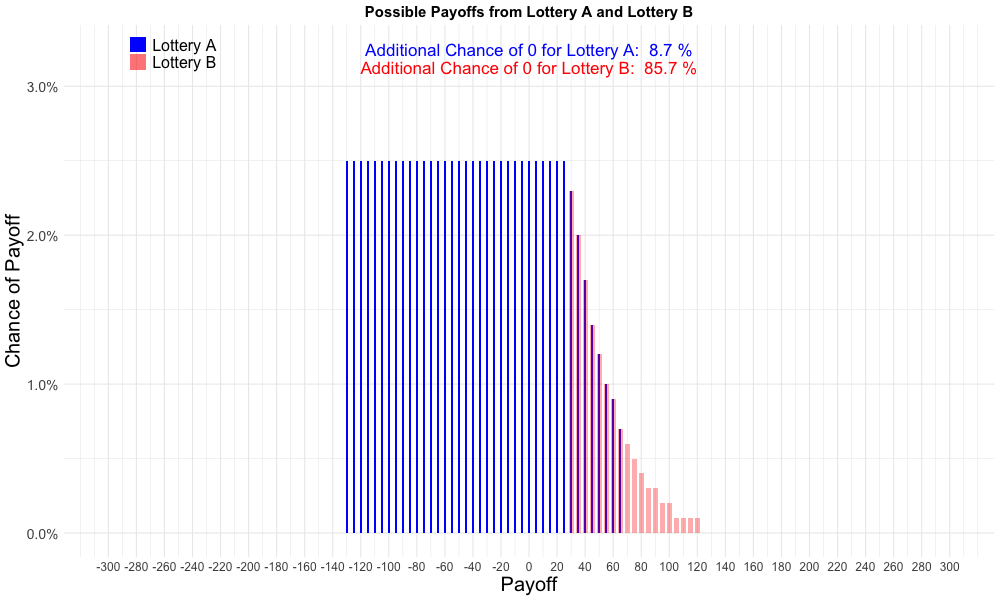 Possible Payoffs from Lottery A and Lottery B
Lottery A
Lottery B
Additional Chance of 0 for Lottery A:  8.7 %
Additional Chance of 0 for Lottery B:  85.7 %
Chance of Payoff
3.0%
2.0%
1.0%
0.0%
-300 -280 -260 -240 -220 -200 -180 -160 -140 -120 -100 -80 -60 -40 -20 0 20 40 60 80 100 120 140 160 180 200 220 240 260 280 300
Payoff